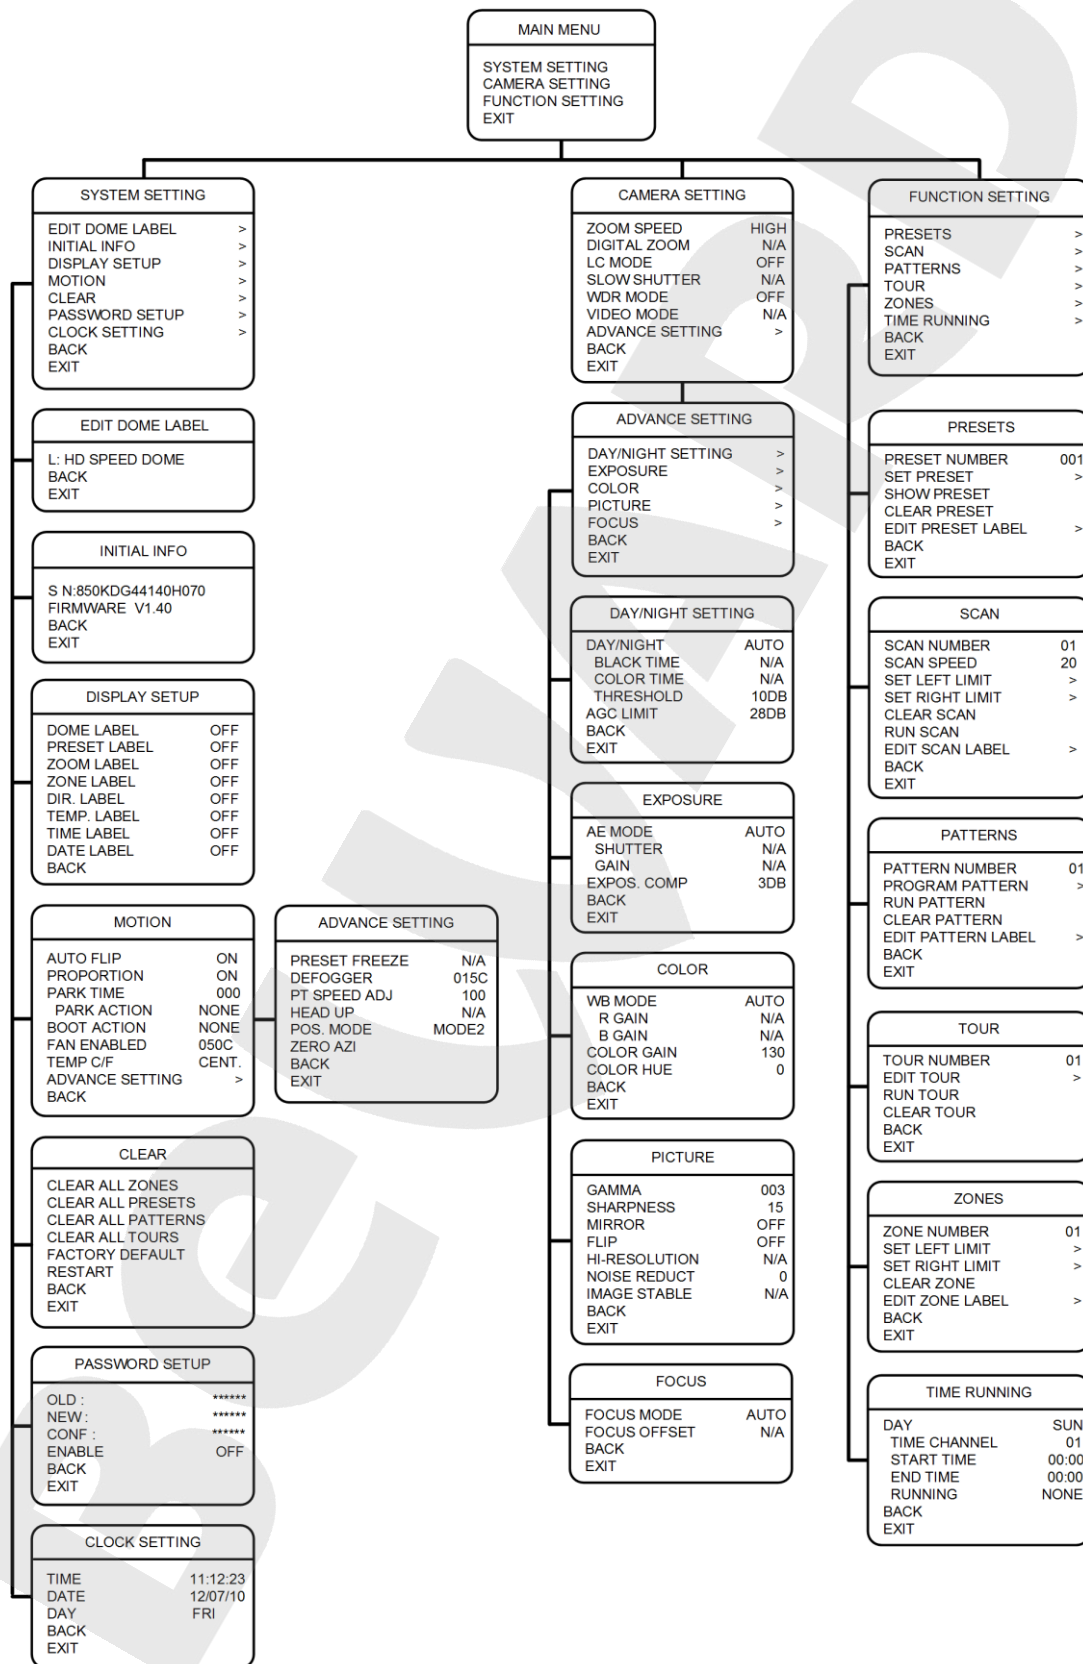 MAIN MENU
SYSTEM SETTING
CAMERA SETTING
FUNCTION SETTING
EXIT
SYSTEM SETTING
EDIT DOME LABEL >
INITIAL INFO >
DISPLAY SETUP >
MOTION >
CLEAR >
PASSWORD SETUP >
CLOCK SETTING >
BACK
EXIT
EDIT DOME LABEL
L: HD SPEED DOME
BACK
EXIT
INITIAL INFO
S N:850KDG44140H070
FIRMWARE V1.40
BACK
EXIT
DISPLAY SETUP
DOME LABEL OFF
PRESET LABEL OFF
ZOOM LABEL OFF
ZONE LABEL OFF
DIR. LABEL OFF
TEMP. LABEL OFF
TIME LABEL OFF
DATE LABEL OFF
BACK
MOTION
AUTO FLIP ON
PROPORTION ON
PARK TIME 000
PARK ACTION NONE
BOOT ACTION NONE
FAN ENABLED 050C
TEMP C/F CENT.
ADVANCE SETTING >
BACK
ADVANCE SETTING
PRESET FREEZE N/A
DEFOGGER 015C
PT SPEED ADJ 100
HEAD UP N/A
POS. MODE MODE2
ZERO AZI
BACK
EXIT
CLEAR
CLEAR ALL ZONES
CLEAR ALL PRESETS
CLEAR ALL PATTERNS
CLEAR ALL TOURS
FACTORY DEFAULT
RESTART
BACK
EXIT
PASSWORD SETUP
OLD : ******
NEW : ******
CONF : ******
ENABLE OFF
BACK
EXIT
CLOCK SETTING
TIME 11:12:23
DATE 12/07/10
DAY FRI
BACK
EXIT
CAMERA SETTING
ZOOM SPEED HIGH
DIGITAL ZOOM N/A
LC MODE OFF
SLOW SHUTTER N/A
WDR MODE OFF
VIDEO MODE N/A
ADVANCE SETTING >
BACK
EXIT
ADVANCE SETTING
DAY/NIGHT SETTING >
EXPOSURE >
COLOR >
PICTURE >
FOCUS >
BACK
EXIT
DAY/NIGHT SETTING
DAY/NIGHT AUTO
BLACK TIME N/A
COLOR TIME N/A
THRESHOLD 10DB
AGC LIMIT 28DB
BACK
EXIT
EXPOSURE
AE MODE AUTO
SHUTTER N/A
GAIN N/A
EXPOS. COMP 3DB
BACK
EXIT
COLOR
WB MODE AUTO
R GAIN N/A
B GAIN N/A
COLOR GAIN 130
COLOR HUE 0
BACK
EXIT
PICTURE
GAMMA 003
SHARPNESS 15
MIRROR OFF
FLIP OFF
HI-RESOLUTION N/A
NOISE REDUCT 0
IMAGE STABLE N/A
BACK
EXIT
FOCUS
FOCUS MODE AUTO
FOCUS OFFSET N/A
BACK
EXIT
FUNCTION SETTING
PRESETS >
SCAN >
PATTERNS >
TOUR >
ZONES >
TIME RUNNING >
BACK
EXIT
PRESETS
PRESET NUMBER 001
SET PRESET >
SHOW PRESET
CLEAR PRESET
EDIT PRESET LABEL >
BACK
EXIT
SCAN
SCAN NUMBER 01
SCAN SPEED 20
SET LEFT LIMIT >
SET RIGHT LIMIT >
CLEAR SCAN
RUN SCAN
EDIT SCAN LABEL >
BACK
EXIT
PATTERNS
PATTERN NUMBER 01
PROGRAM PATTERN >
RUN PATTERN
CLEAR PATTERN
EDIT PATTERN LABEL >
BACK
EXIT
TOUR
TOUR NUMBER 01
EDIT TOUR >
RUN TOUR
CLEAR TOUR
BACK
EXIT
ZONES
ZONE NUMBER 01
SET LEFT LIMIT >
SET RIGHT LIMIT >
CLEAR ZONE
EDIT ZONE LABEL >
BACK
EXIT
TIME RUNNING
DAY SUN
TIME CHANNEL 01
START TIME 00:00
END TIME 00:00
RUNNING NONE
BACK
EXIT
BeWARD